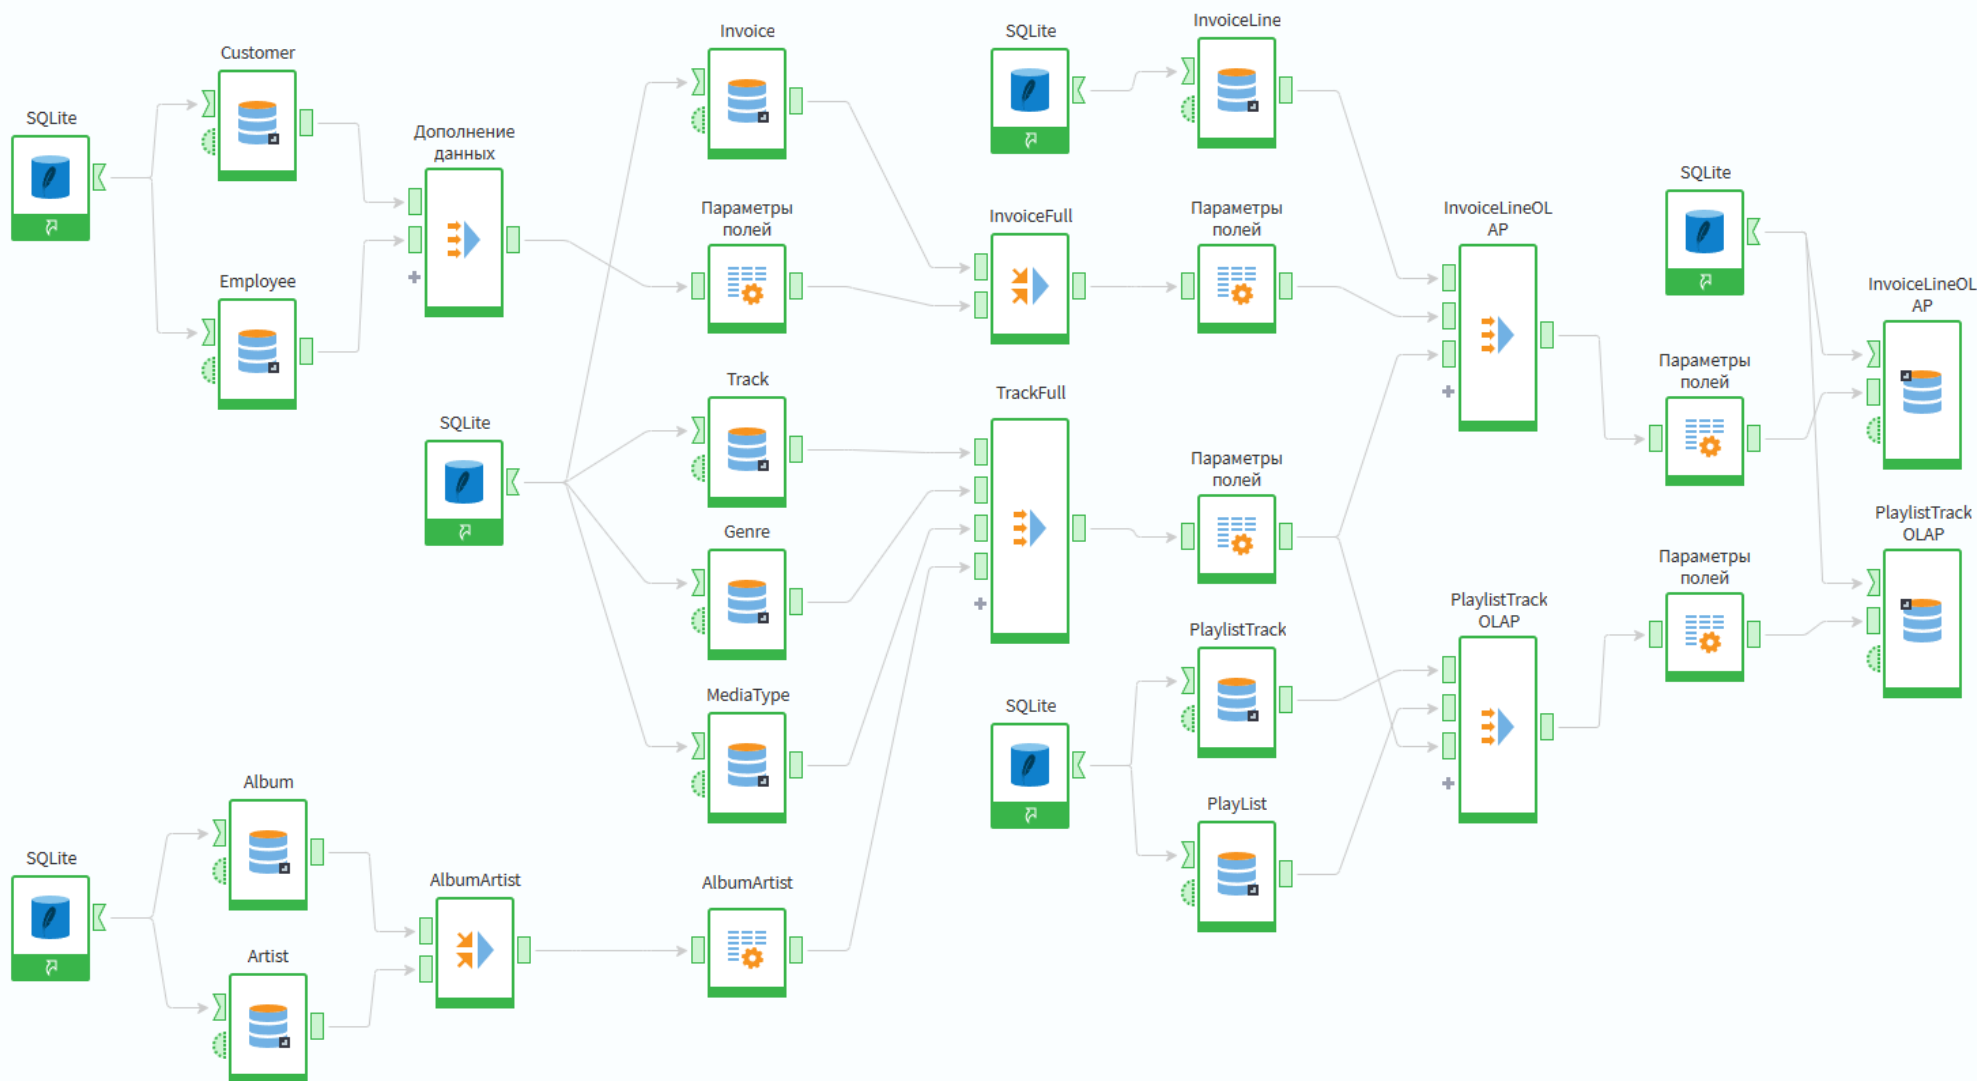 Customer
SQLite
Дополнение
данных
Employee
SQLite
Invoice
Параметры
полей
Track
Genre
MediaType
Album
SQLite
AlbumArtist
Artist
AlbumArtist
SQLite
InvoiceLine
InvoiceFull
Параметры
полей
TrackFull
Параметры
полей
PlaylistTrack
SQLite
PlayList
InvoiceLineOL
AP
PlaylistTrack
OLAP
SQLite
Параметры
полей
InvoiceLineOL
AP
Параметры
полей
PlaylistTrack
OLAP